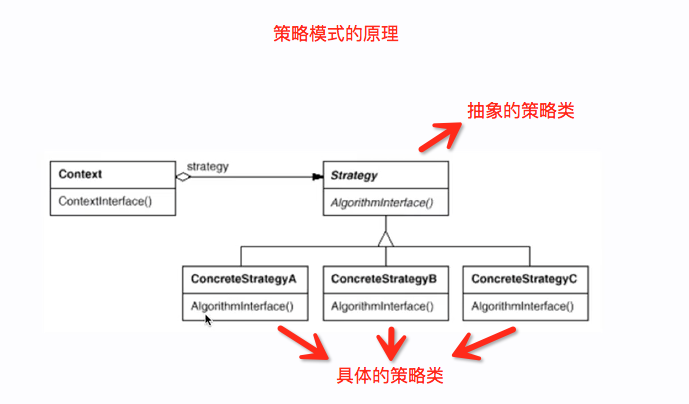 策略模式的原理
抽象的策略类
strategy
Context
ContextInterface()
Strategy
AlgorithmInterface()
ConcreteStrategyA
AlgorithmInterface()
ConcreteStrategyB
AlgorithmInterface()
ConcreteStrategyC
AlgorithmInterface()
具体的策略类